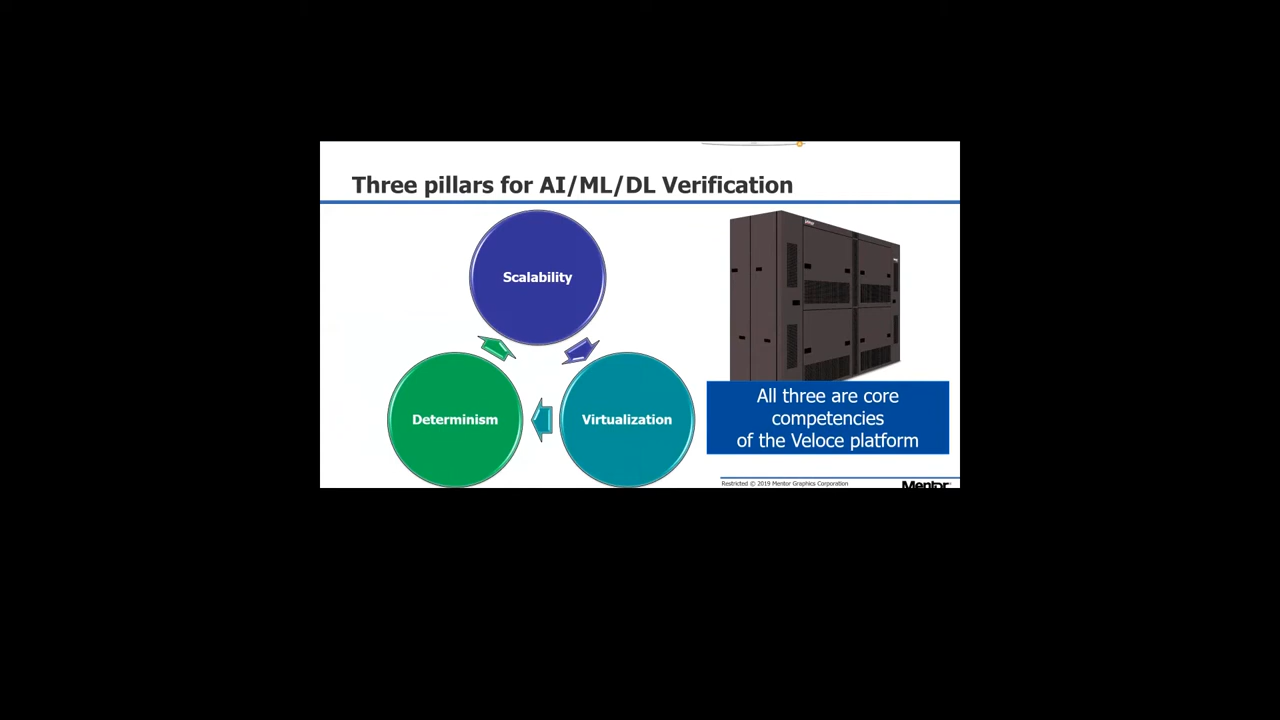 Three pillars for AI/ML/DL Verification
Scalability
Determinism
Virtualization
All three are core
competencies
of the Veloce platform
Restricted © 2019 Mentor Graphics Corporation
Mentor